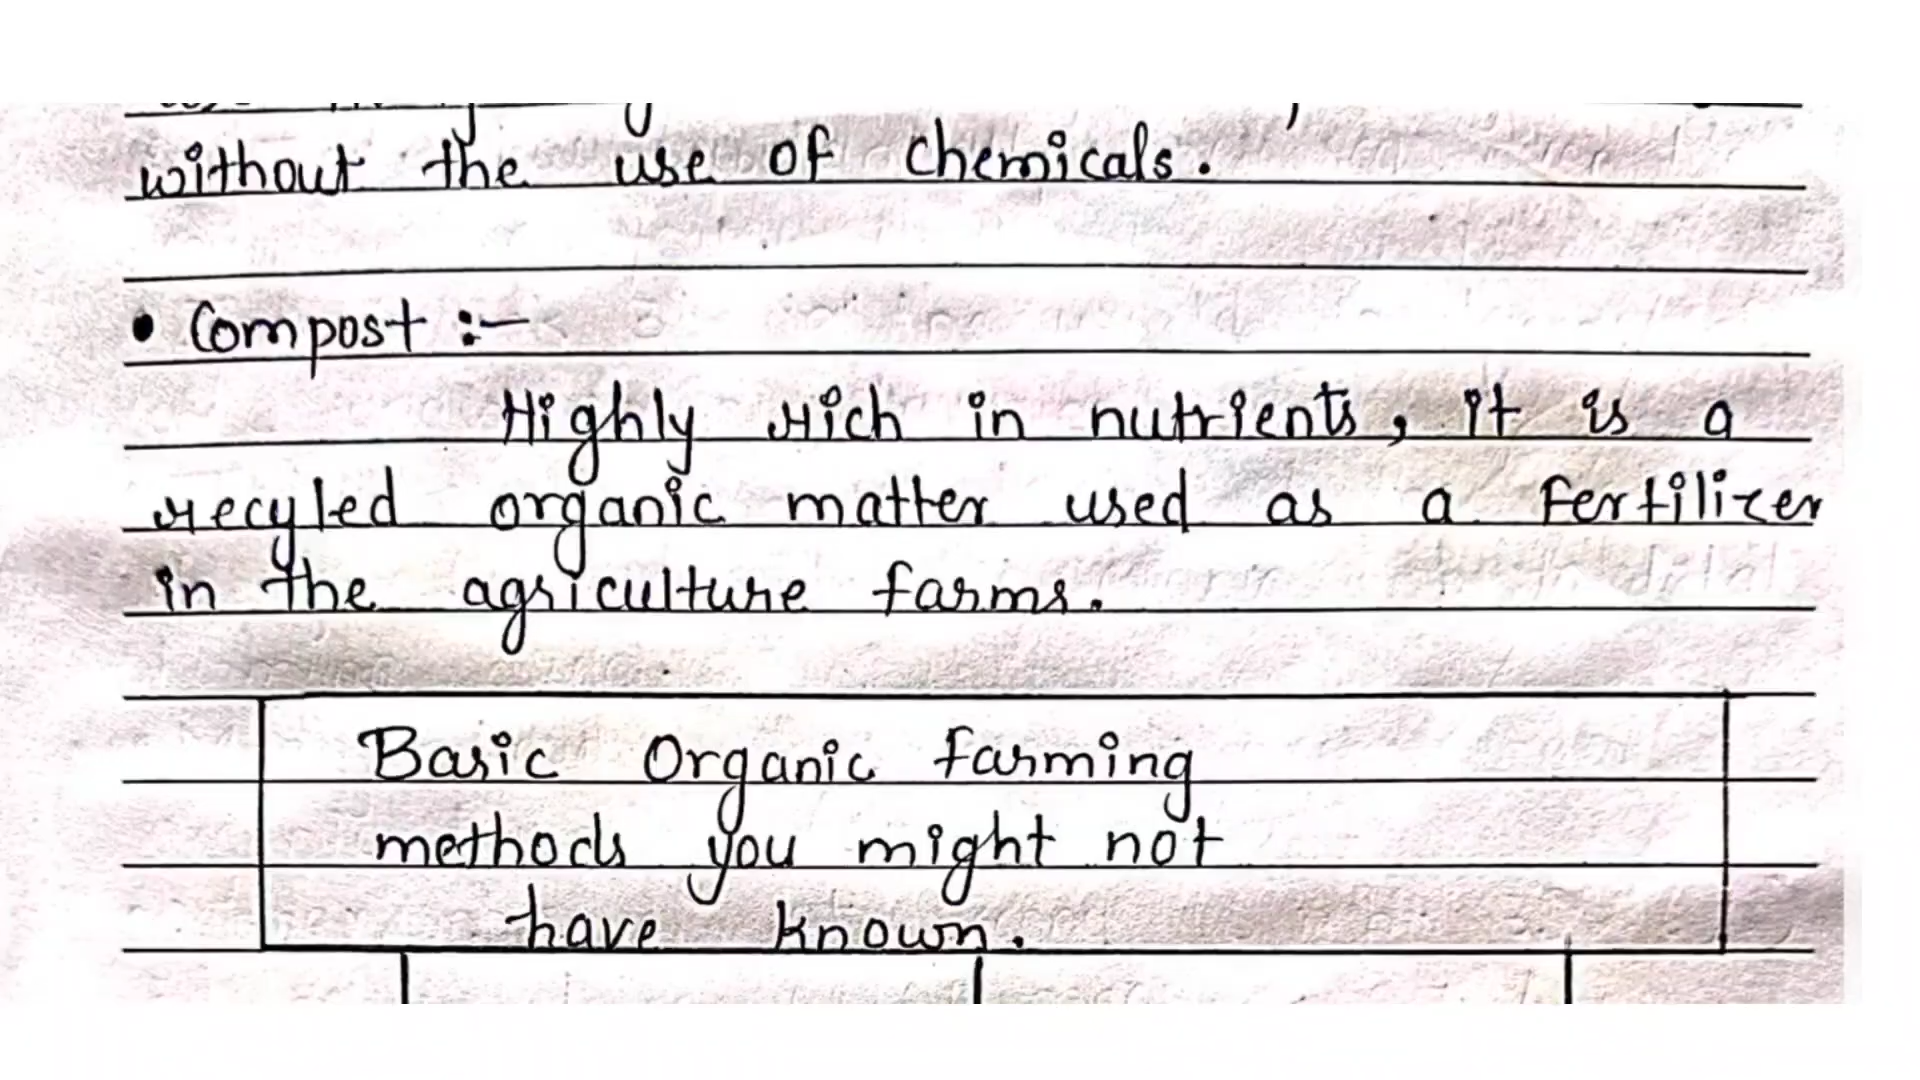 without the use of chemicals.
• Compost :-
Highly rich in nutrients, it is a
recyled organic matter used as a fertilizer
in the agriculture farms.
Basic Organic farming
methods you might not
have known.